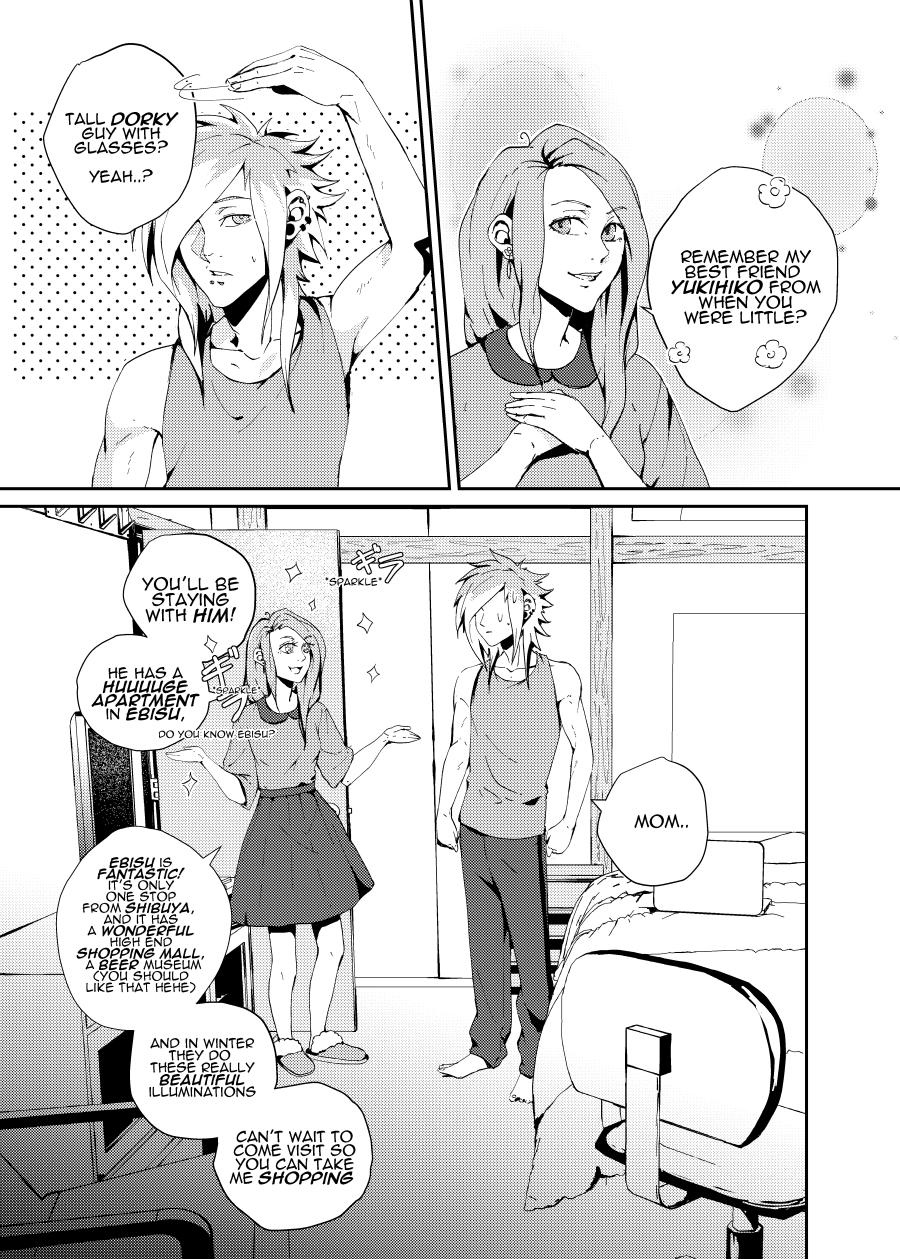 REMEMBER MY
BEST FRIEND
YUKIHIKO FROM
WHEN YOU
WERE LITTLE?
TALL DORKY
GUY WITH
GLASSES?
YEAH..?
YOU'LL BE
STAYING
WITH HIM!
ギラ
*SPARKLE*
HE HAS A
HUUUUGE
APARTMENT
IN EBISU,
ギラ
*SPARKLE*
DO YOU KNOW EBISU?
MOM..
EBISU IS
FANTASTIC!
IT'S ONLY
ONE STOP
FROM SHIBUYA,
AND IT HAS
A WONDERFUL
HIGH END
SHOPPING MALL,
A BEER MUSEUM
(YOU SHOULD
LIKE THAT HEHE)
AND IN WINTER
THEY DO
THESE REALLY
BEAUTIFUL
ILLUMINATIONS
CAN'T WAIT TO
COME VISIT SO
YOU CAN TAKE
ME SHOPPING